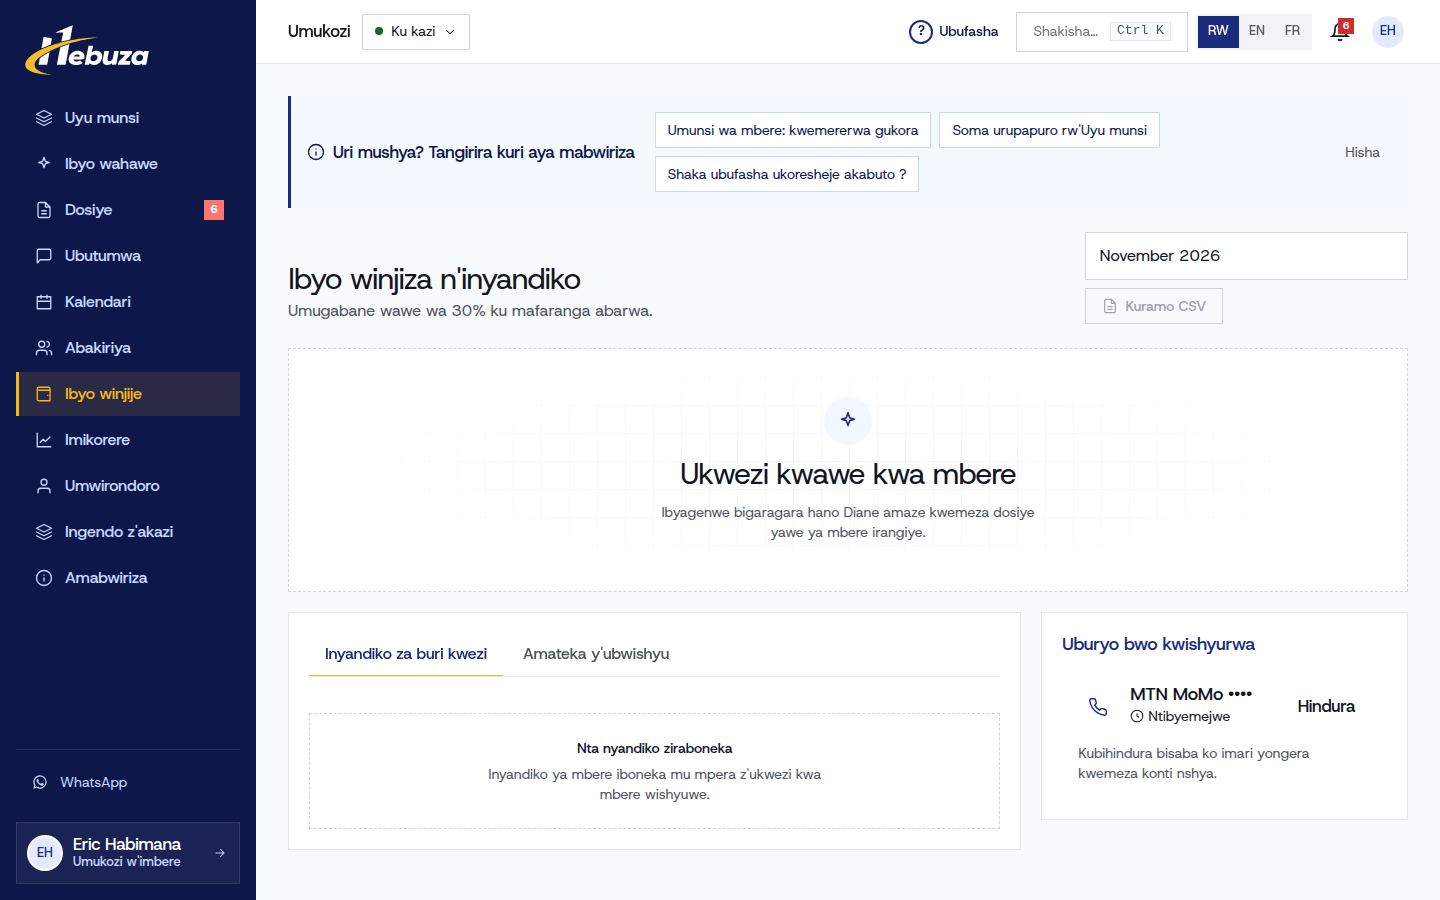 Hebuza
Uyu munsi
Ibyo wahawe
Dosiye 6
Ubutumwa
Kalendari
Abakiriya
Ibyo winjije
Imikorere
Umwirondoro
Ingendo z'akazi
Amabwiriza
WhatsApp
EH Eric Habimana
Umukozi w'imbere
Umukozi Ku kazi
? Ubufasha Shakisha... Ctrl K RW EN FR 6 EH
Uri mushya? Tangirira kuri aya mabwiriza
Umunsi wa mbere: kwemererwa gukora Soma urupapuro rw'Uyu munsi
Shaka ubufasha ukoresheje akabuto ?
Hisha
Ibyo winjiza n'inyandiko
Umugabane wawe wa 30% ku mafaranga abarwa.
November 2026
Kuramo CSV
Ukwezi kwawe kwa mbere
Ibyagenwe bigaragara hano Diane amaze kwemeza dosiye
yawe ya mbere irangiye.
Inyandiko za buri kwezi Amateka y'ubwishyu
Nta nyandiko ziraboneka
Inyandiko ya mbere iboneka mu mpera z'ukwezi kwa
mbere wishyuwe.
Uburyo bwo kwishyurwa
MTN MoMo ••••
Ntibyemejwe
Hindura
Kubihindura bisaba ko imari yongera
kwemeza konti nshya.